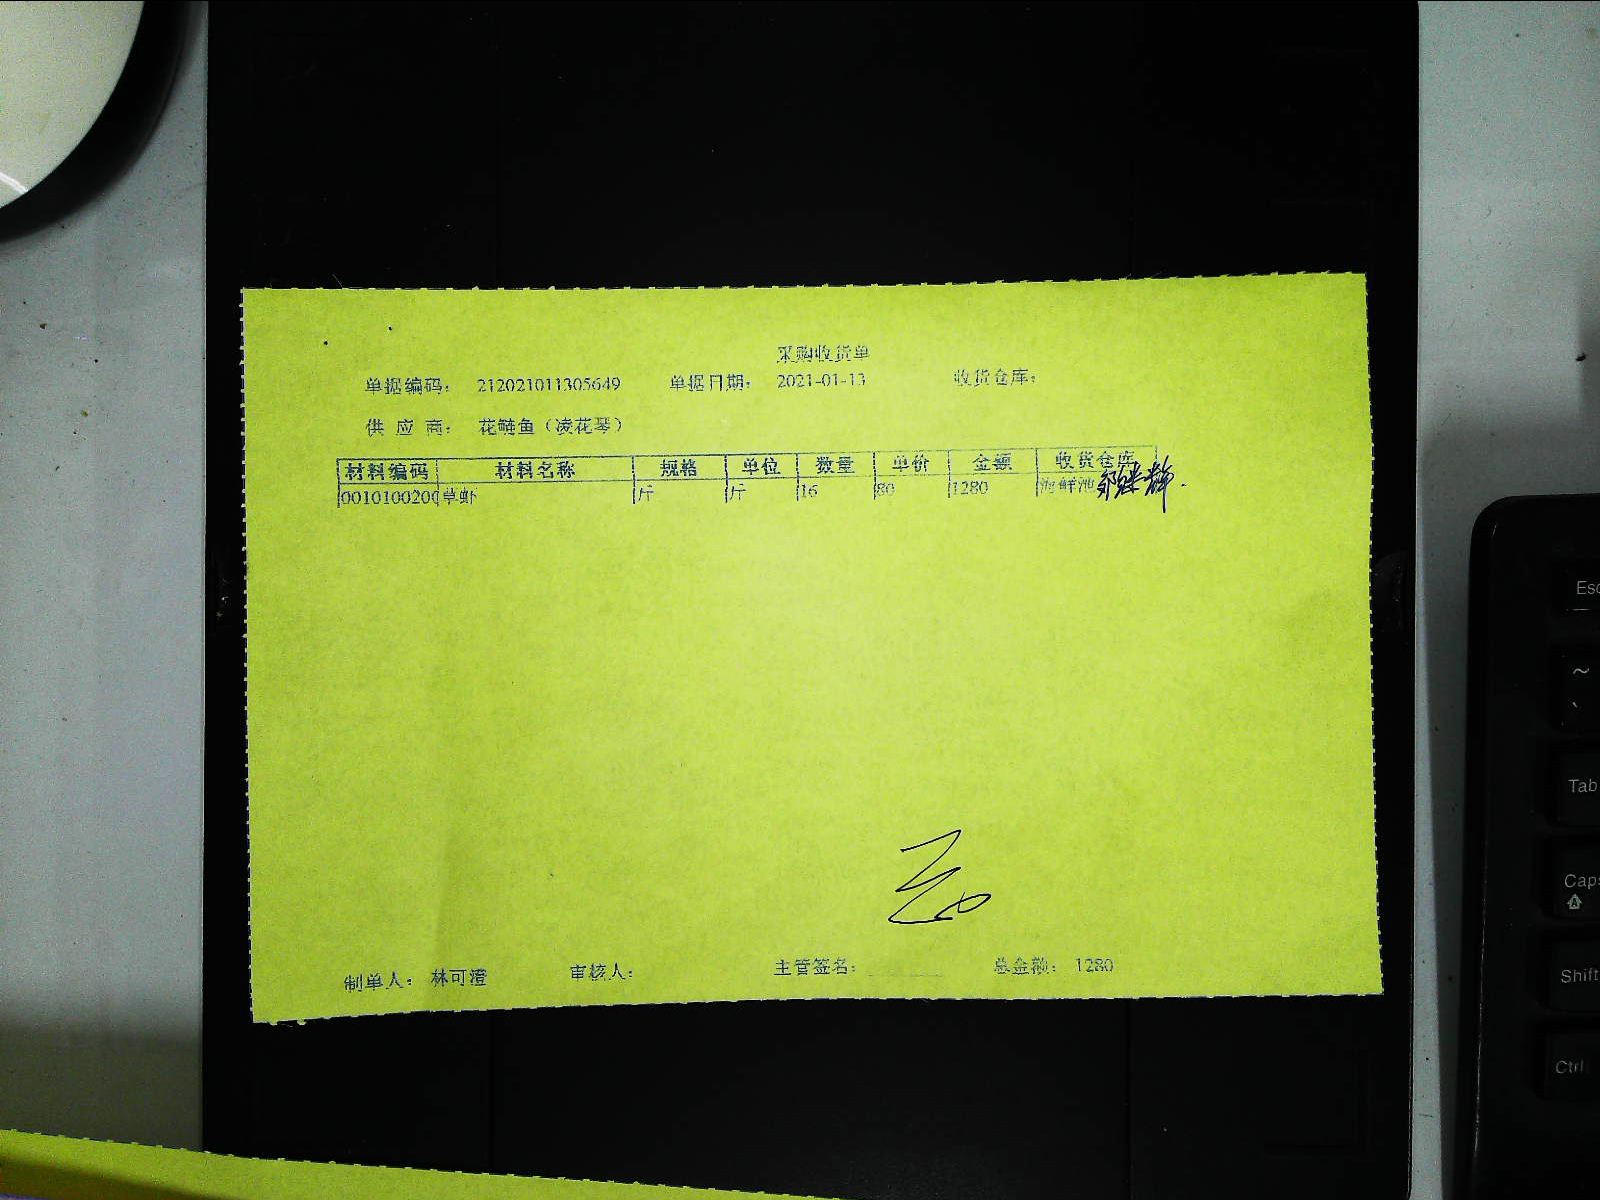 采购收货单
单据编码： 212021011305649 单据日期： 2021-01-13 收货仓库：
供 应 商： 花鲢鱼（凌花琴）
材料编码 材料名称 规格 单位 数量 单价 金额 收货仓库
0010100200 草虾 斤 斤 16 80 1280 海鲜池
制单人： 林可澄 审核人： 主管签名： 总金额： 1280
Esc
~
`
Tab
Caps
Shift
Ctrl